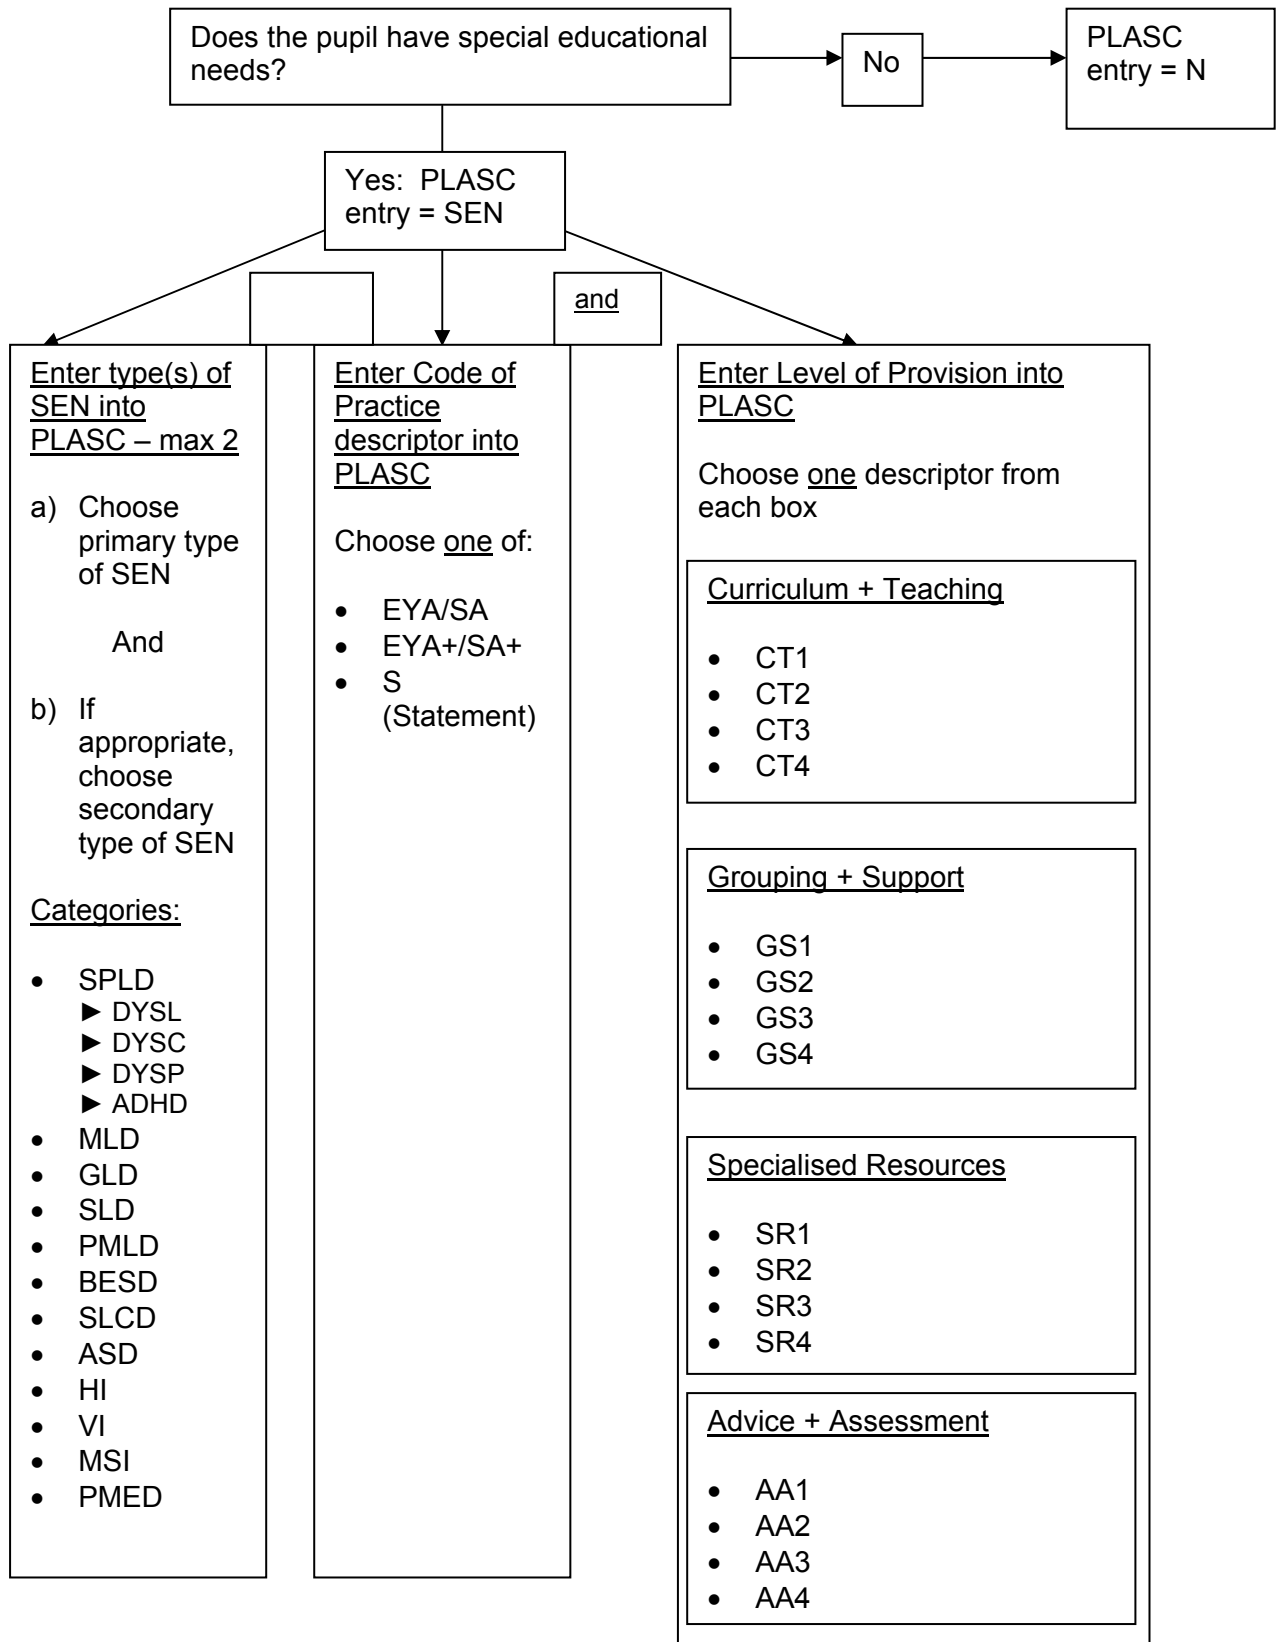 Does the pupil have special educational
needs?
No
PLASC
entry = N
Yes: PLASC
entry = SEN
and
Enter type(s) of
SEN into
PLASC – max 2
a) Choose
primary type
of SEN
And
b) If
appropriate,
choose
secondary
type of SEN
Categories:
• SPLD
► DYSL
► DYSC
► DYSP
► ADHD
• MLD
• GLD
• SLD
• PMLD
• BESD
• SLCD
• ASD
• HI
• VI
• MSI
• PMED
Enter Code of
Practice
descriptor into
PLASC
Choose one of:
• EYA/SA
• EYA+/SA+
• S
(Statement)
Enter Level of Provision into
PLASC
Choose one descriptor from
each box
Curriculum + Teaching
• CT1
• CT2
• CT3
• CT4
Grouping + Support
• GS1
• GS2
• GS3
• GS4
Specialised Resources
• SR1
• SR2
• SR3
• SR4
Advice + Assessment
• AA1
• AA2
• AA3
• AA4